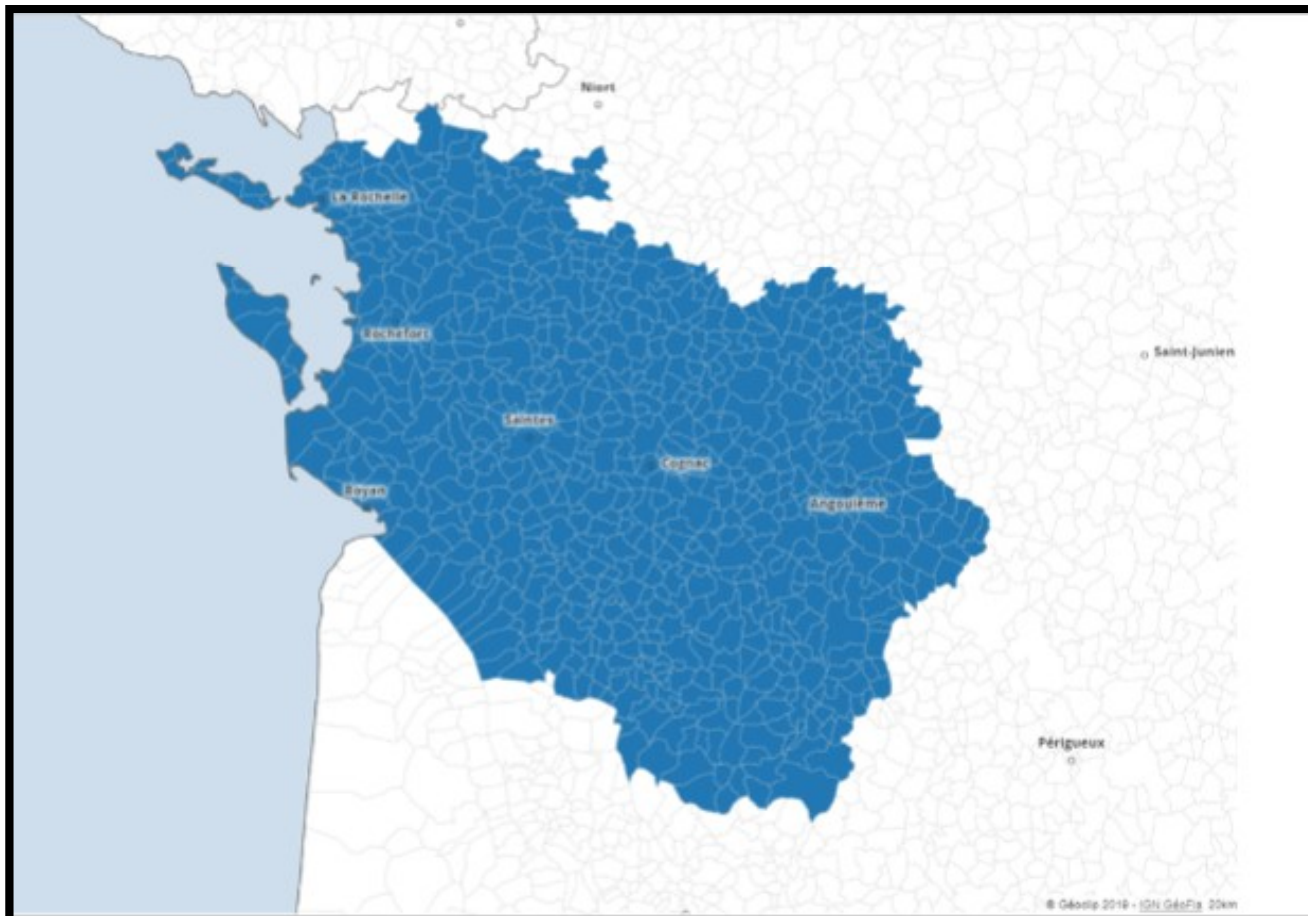 Niort
La Rochelle
Rochefort
Saint-Junien
Saintes
Cognac
Royan
Angoulême
Périgueux
© Géoclip 2019 - IGN GéoFla 20km